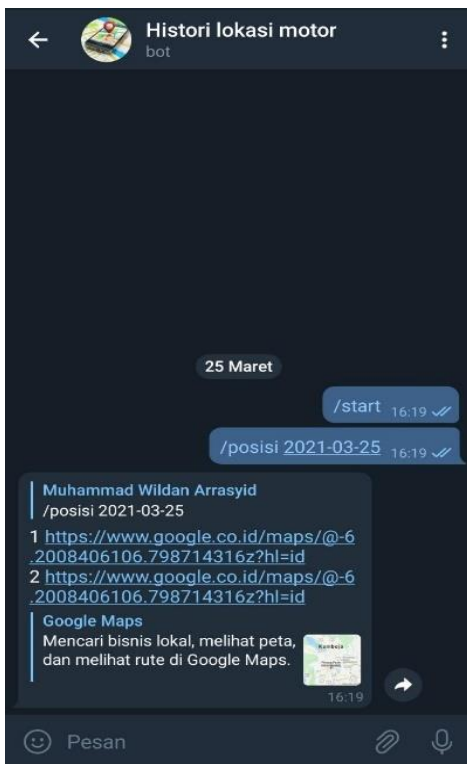 Histori lokasi motor
bot
25 Maret
/start 16:19
/posisi 2021-03-25 16:19
Muhammad Wildan Arrasyid
/posisi 2021-03-25
1 https://www.google.co.id/maps/@-6
.2008406106.798714316z?hl=id
2 https://www.google.co.id/maps/@-6
.2008406106.798714316z?hl=id
Google Maps
Mencari bisnis lokal, melihat peta,
dan melihat rute di Google Maps.
16:19
Pesan